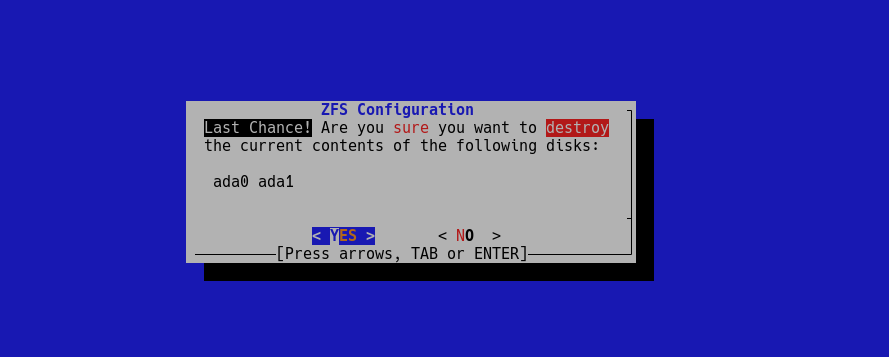 ZFS Configuration
Last Chance! Are you sure you want to destroy
the current contents of the following disks:
ada0 ada1
< YES > < NO >
[Press arrows, TAB or ENTER]